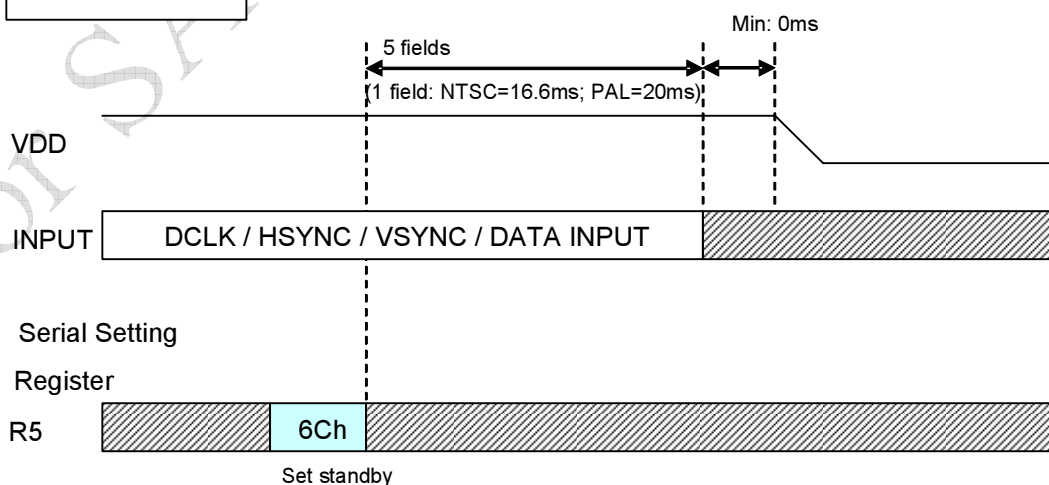 Min: 0ms
5 fields
(1 field: NTSC=16.6ms; PAL=20ms)
VDD
INPUT
DCLK / HSYNC / VSYNC / DATA INPUT
Serial Setting
Register
R5
6Ch
Set standby